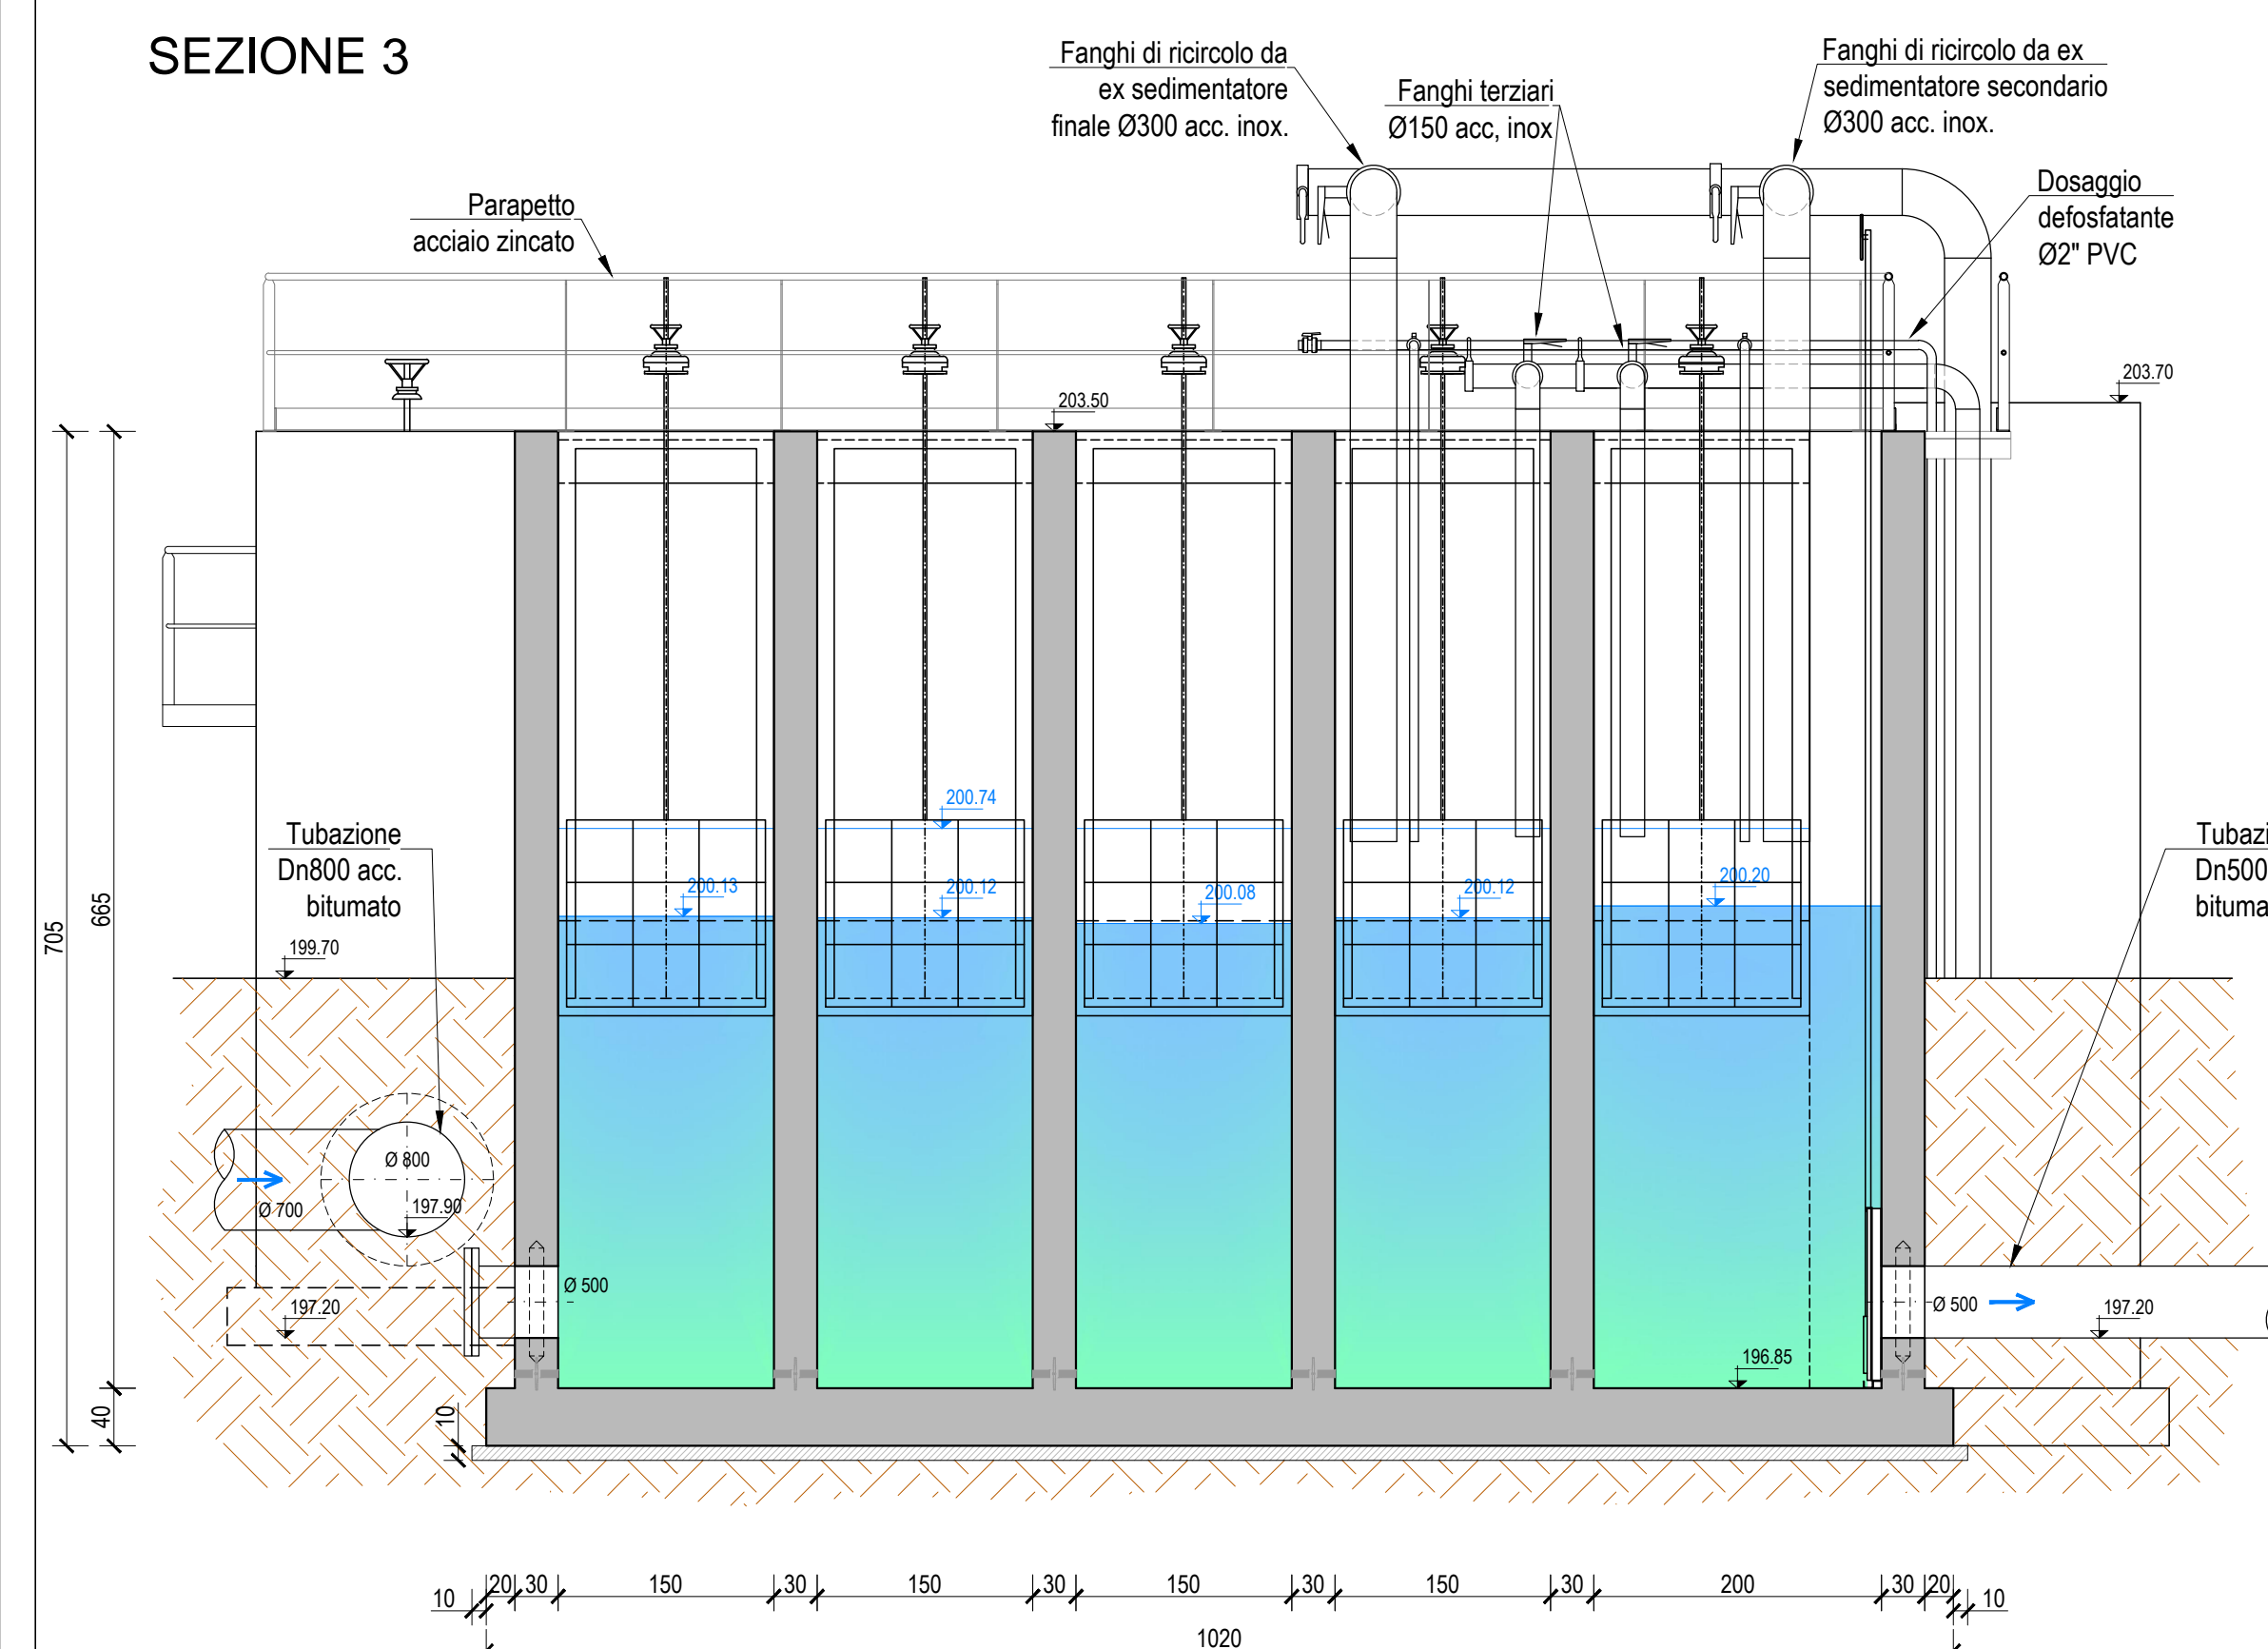 SEZIONE 3
Fanghi di ricircolo da
ex sedimentatore
finale Ø300 acc. inox.
Fanghi terziari
Ø150 acc, inox
Fanghi di ricircolo da ex
sedimentatore secondario
Ø300 acc. inox.
Parapetto
acciaio zincato
Dosaggio
defosfatante
Ø2" PVC
203.70
203.50
200.74
Tubazione
Dn800 acc.
bitumato
Tubazi
Dn500
bituma
200.13
200.12
200.08
200.12
200.20
705
665
199.70
Ø 800
197.90
Ø 700
Ø 500
197.20
Ø 500
197.20
196.85
40
10
20
30
150
30
150
30
150
30
150
30
200
30
20
10
10
1020